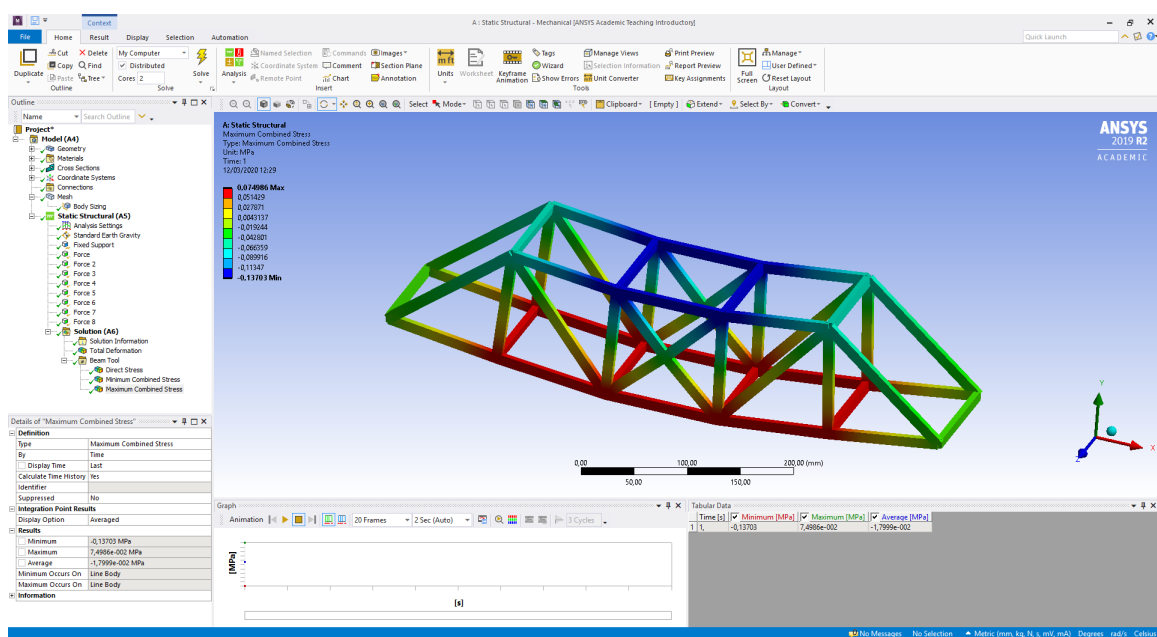 Context
A : Static Structural - Mechanical [ANSYS Academic Teaching Introductory]
File Home Result Display Selection Automation
Quick Launch
Duplicate
Cut
Copy
Paste
Delete
Find
Tree
Outline
My Computer
Distributed
Cores 2
Solve
Solve
Analysis
Named Selection
Coordinate System
Remote Point
Commands
Comment
Chart
Images
Section Plane
Annotation
Insert
Units
Worksheet
Keyframe Animation
Tags
Wizard
Show Errors
Manage Views
Selection Information
Unit Converter
Print Preview
Report Preview
Key Assignments
Tools
Full Screen
Manage
User Defined
Reset Layout
Layout
Outline
Name Search Outline
Select Mode Clipboard [ Empty ] Extend Select By Convert
Project*
Model (A4)
Geometry
Materials
Cross Sections
Coordinate Systems
Connections
Mesh
Body Sizing
Static Structural (A5)
Analysis Settings
Standard Earth Gravity
Fixed Support
Force
Force 2
Force 3
Force 4
Force 5
Force 6
Force 7
Force 8
Solution (A6)
Solution Information
Total Deformation
Beam Tool
Direct Stress
Minimum Combined Stress
Maximum Combined Stress
A: Static Structural
Maximum Combined Stress
Type: Maximum Combined Stress
Unit: MPa
Time: 1
12/03/2020 12:29
0,074986 Max
0,051429
0,027871
0,0043137
-0,019244
-0,042801
-0,066359
-0,089916
-0,11347
-0,13703 Min
ANSYS
2019 R2
ACADEMIC
0,00 100,00 200,00 (mm)
50,00 150,00
Y
X
Z
Details of "Maximum Combined Stress"
Definition
Type Maximum Combined Stress
By Time
Display Time Last
Calculate Time History Yes
Identifier
Suppressed No
Integration Point Results
Display Option Averaged
Results
Minimum -0,13703 MPa
Maximum 7,4986e-002 MPa
Average -1,7999e-002 MPa
Minimum Occurs On Line Body
Maximum Occurs On Line Body
Information
Graph
Animation 20 Frames 2 Sec (Auto) 3 Cycles
[MPa]
[s]
Tabular Data
Time [s] Minimum [MPa] Maximum [MPa] Average [MPa]
1 1, -0,13703 7,4986e-002 -1,7999e-002
No Messages No Selection Metric (mm, kg, N, s, mV, mA) Degrees rad/s Celsius